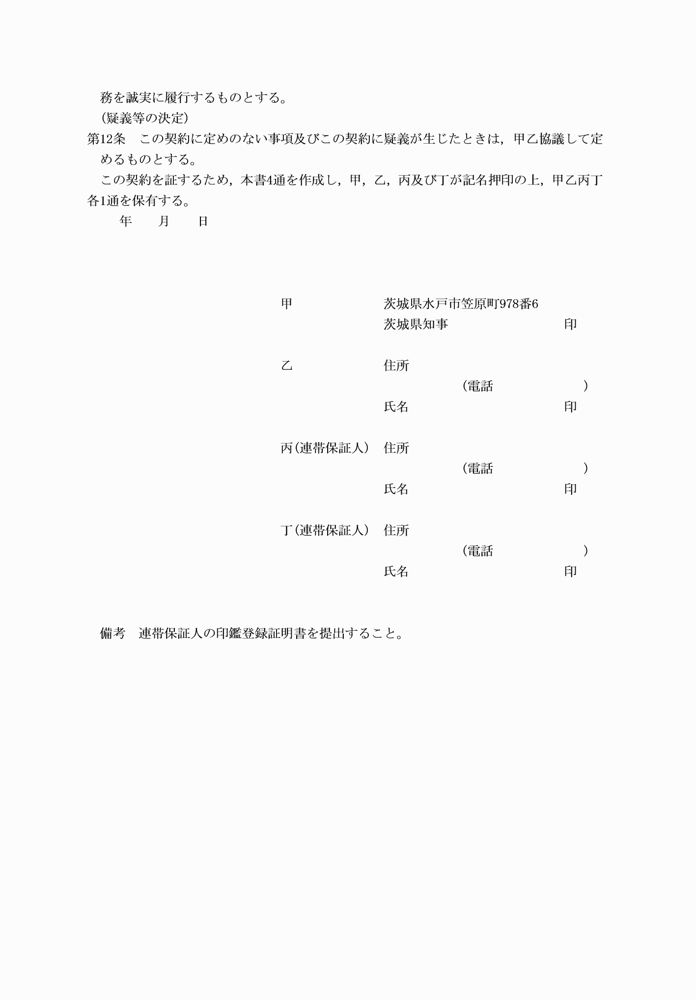 務を誠実に履行するものとする。
(疑義等の決定)
第12条　この契約に定めのない事項及びこの契約に疑義が生じたときは，甲乙協議して定
めるものとする。
この契約を証するため，本書4通を作成し，甲，乙，丙及び丁が記名押印の上，甲乙丙丁
各1通を保有する。
年　　月　　日
甲　茨城県水戸市笠原町978番6
茨城県知事　印
乙　住所
(電話　)
氏名　印
丙(連帯保証人)　住所
(電話　)
氏名　印
丁(連帯保証人)　住所
(電話　)
氏名　印
備考　連帯保証人の印鑑登録証明書を提出すること。